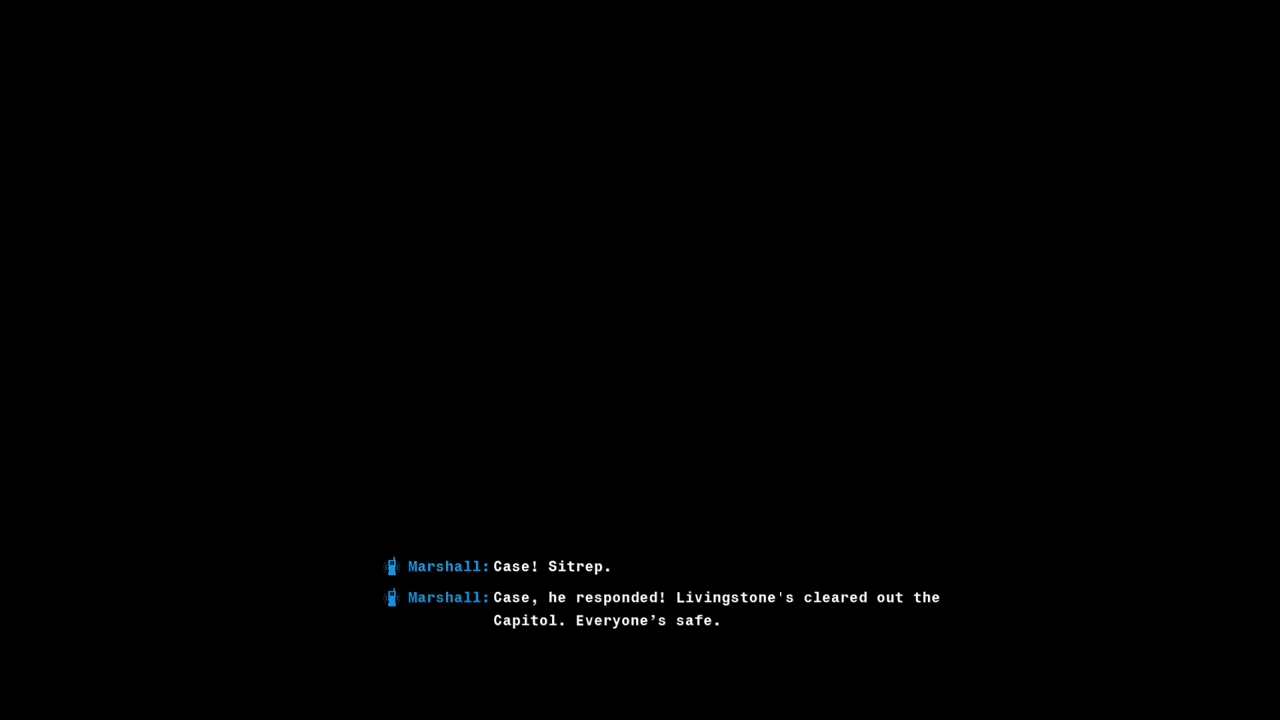 Marshall: Case! Sitrep.
Marshall: Case, he responded! Livingstone's cleared out the
Capitol. Everyone’s safe.